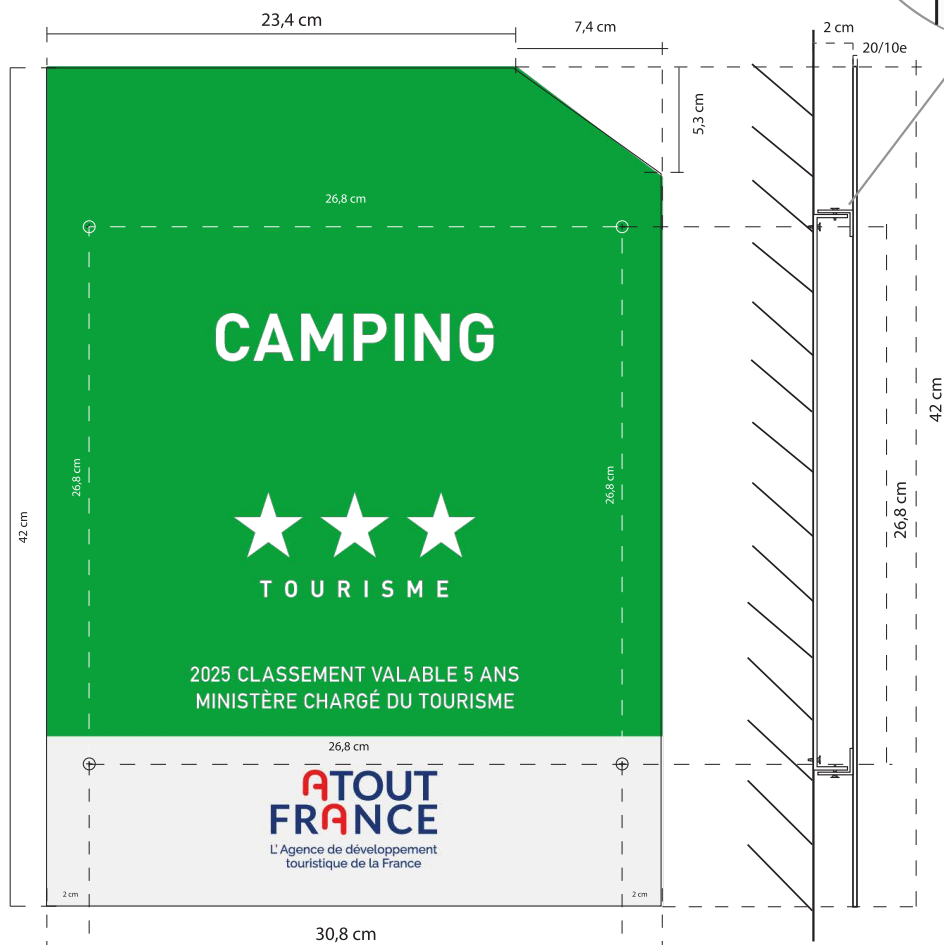 23,4 cm
7,4 cm
2 cm
20/10e
5,3 cm
26,8 cm
CAMPING
42 cm
26,8 cm
26,8 cm
26,8 cm
42 cm
TOURISME
2025 CLASSEMENT VALABLE 5 ANS
MINISTÈRE CHARGÉ DU TOURISME
26,8 cm
ATOUT
FRANCE
L'Agence de développement
touristique de la France
2 cm
2 cm
30,8 cm